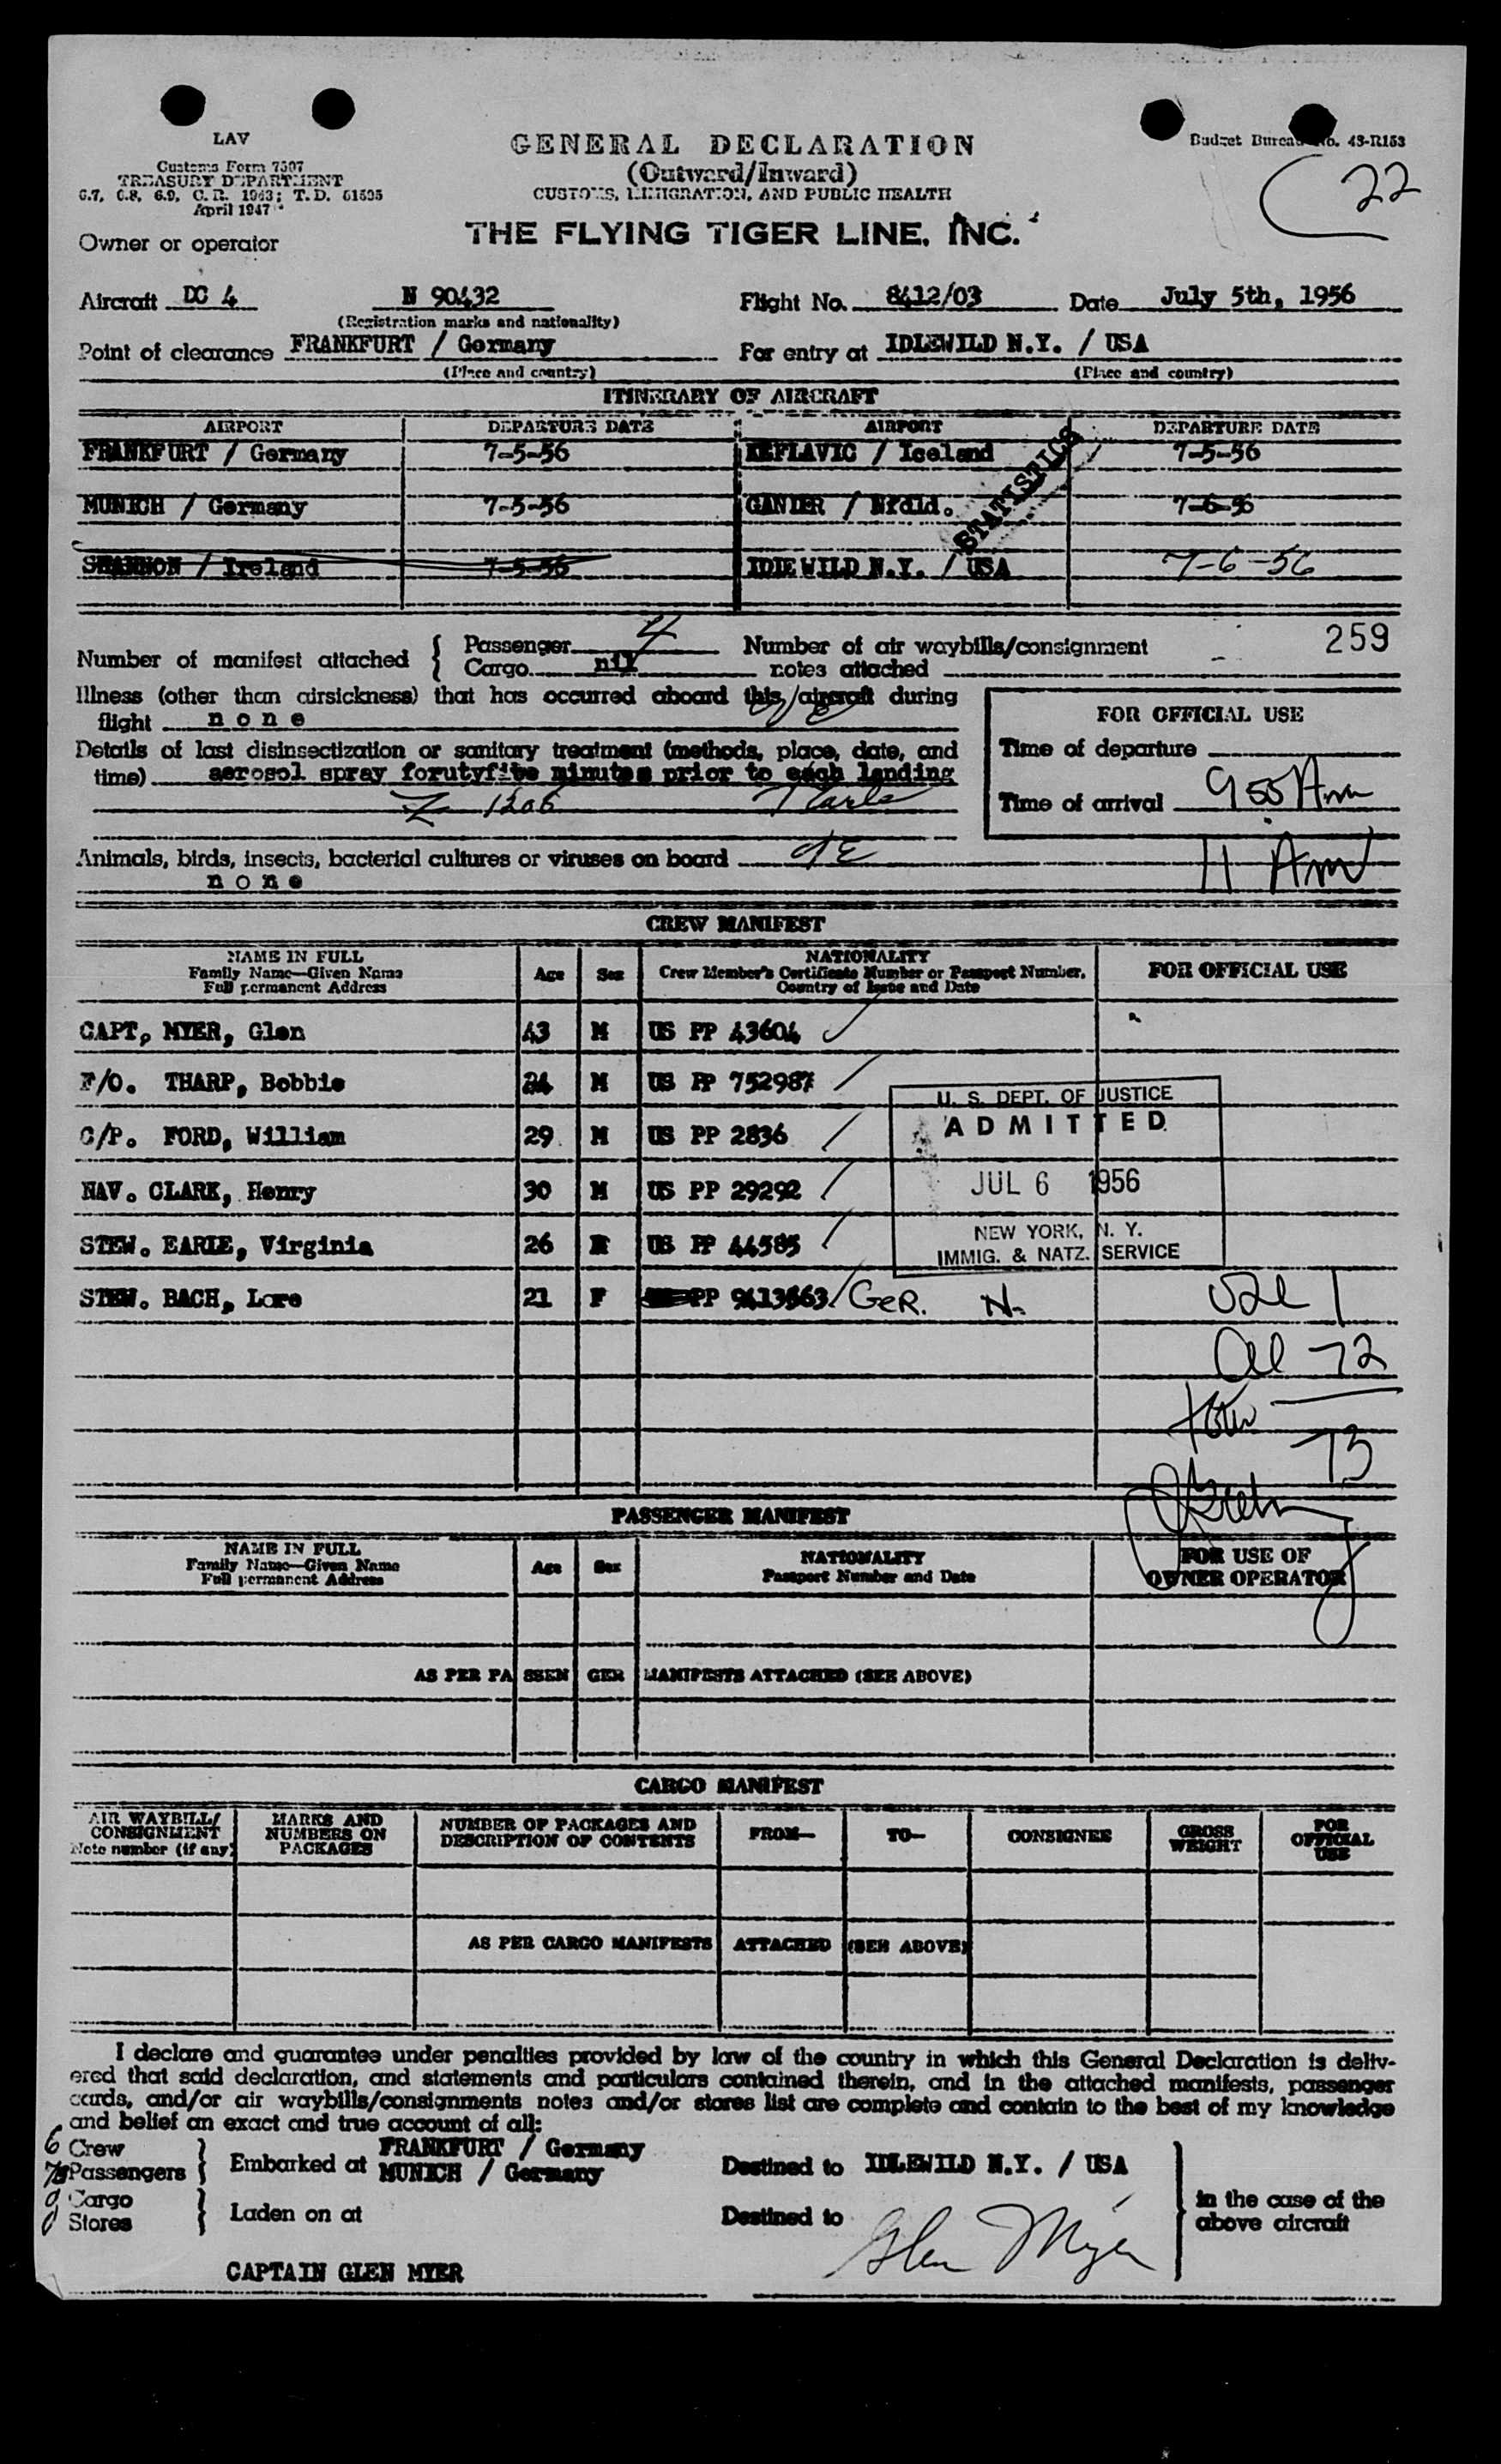 LAV
Customs Form 7507
TREASURY DEPARTMENT
6.7, 6.8, 6.9, C. R. 1943; T. D. 51595
April 1947
GENERAL DECLARATION
(Outward/Inward)
CUSTOMS, IMMIGRATION, AND PUBLIC HEALTH
Budget Bureau No. 43-R153
22
Owner or operator
THE FLYING TIGER LINE, INC.
Aircraft DC 4 N 90432 Flight No. 8412/03 Date July 5th, 1956
(Registration marks and nationality)
Point of clearance FRANKFURT / Germany For entry at IDLEWILD N.Y. / USA
(Place and country) (Place and country)
ITINERARY OF AIRCRAFT
AIRPORT DEPARTURE DATE AIRPORT DEPARTURE DATE
FRANKFURT / Germany 7-5-56 KEFLAVIC / Iceland 7-5-56
MUNICH / Germany 7-5-56 GANDER / Nfdld. 7-6-56
SHANNON / Ireland 7-5-56 IDLEWILD N.Y. / USA 7-6-56
STATISTICS
Number of manifest attached { Passenger 4 Number of air waybills/consignment 259
Cargo nil notes attached
Illness (other than airsickness) that has occurred aboard this aircraft during
flight none
FOR OFFICIAL USE
Details of last disinsectization or sanitary treatment (methods, place, date, and
time) aerosol spray forutyfive minutes prior to each landing
Time of departure
Time of arrival 9 55 Am
Animals, birds, insects, bacterial cultures or viruses on board
none
11 Am
CREW MANIFEST
NAME IN FULL
Family Name—Given Name
Full permanent Address
Age Sex
NATIONALITY
Crew Member's Certificate Number or Passport Number,
Country of Issue and Date
FOR OFFICIAL USE
CAPT, MYER, Glen 43 M US PP 43604
F/O. THARP, Bobbie 24 M US PP 752987
C/P. FORD, William 29 M US PP 2836
NAV. CLARK, Henry 30 M US PP 29292
STEW. EARLE, Virginia 26 F US PP 44585
STEW. BACH, Lore 21 F PP 9413663 GER. N
U. S. DEPT. OF JUSTICE
ADMITTED
JUL 6 1956
NEW YORK, N. Y.
IMMIG. & NATZ. SERVICE
1
72
73
PASSENGER MANIFEST
NAME IN FULL
Family Name—Given Name
Full permanent Address
Age Sex
NATIONALITY
Passport Number and Date
FOR USE OF
OWNER OPERATOR
AS PER PASSENGER MANIFESTS ATTACHED (SEE ABOVE)
CARGO MANIFEST
AIR WAYBILL/
CONSIGNMENT
Note number (if any)
MARKS AND
NUMBERS ON
PACKAGES
NUMBER OF PACKAGES AND
DESCRIPTION OF CONTENTS
FROM— TO— CONSIGNEE
GROSS
WEIGHT
FOR
OFFICIAL
USE
AS PER CARGO MANIFESTS ATTACHED (SEE ABOVE)
I declare and guarantee under penalties provided by law of the country in which this General Declaration is deliv-
ered that said declaration, and statements and particulars contained therein, and in the attached manifests, passenger
cards, and/or air waybills/consignments notes and/or stores list are complete and contain to the best of my knowledge
and belief an exact and true account of all:
6 Crew FRANKFURT / Germany
Passengers } Embarked at MUNICH / Germany Destined to IDLEWILD N.Y. / USA
0 Cargo
0 Stores } Laden on at Destined to
in the case of the
above aircraft
Glen Myer
CAPTAIN GLEN MYER